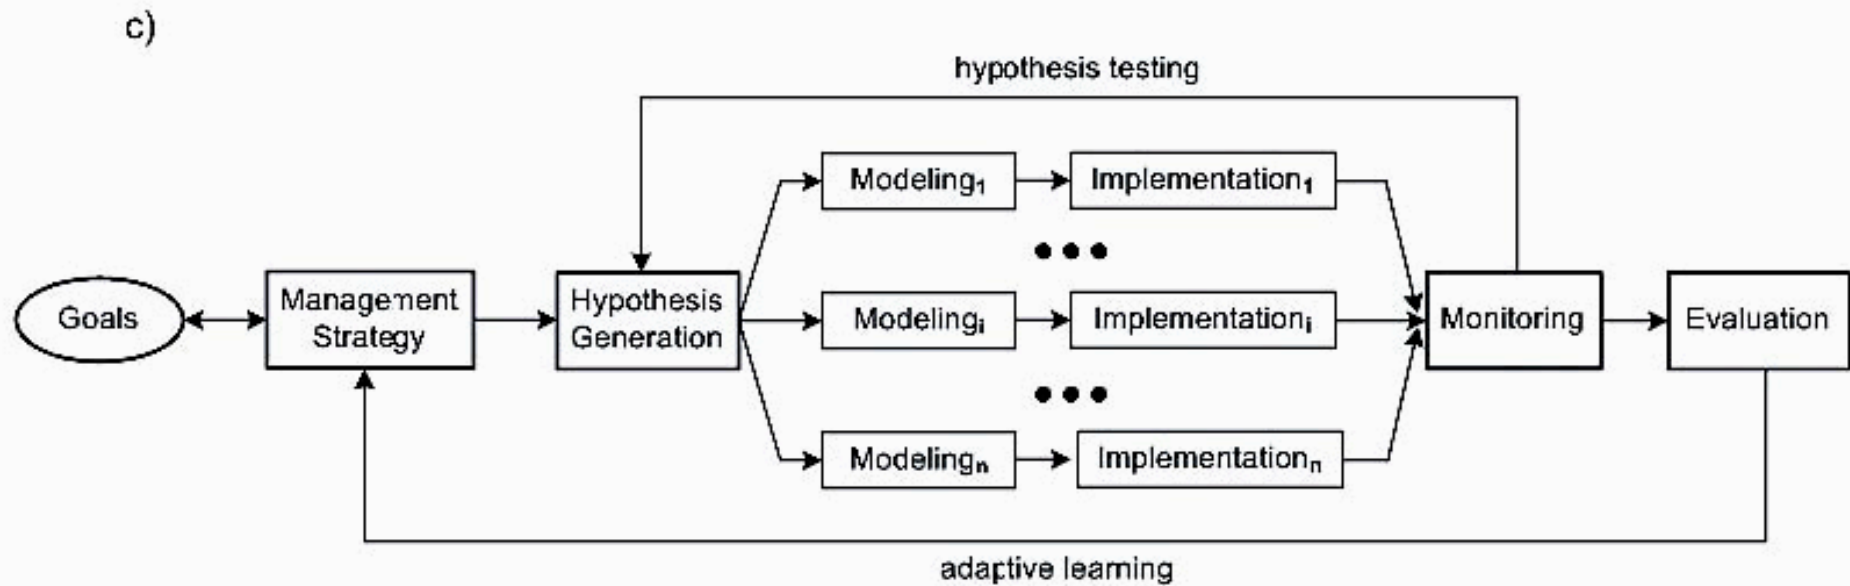 c)
hypothesis testing
Modeling₁
Implementation₁
Goals
Management
Strategy
Hypothesis
Generation
Modelingᵢ
Implementationᵢ
Monitoring
Evaluation
Modelingₙ
Implementationₙ
adaptive learning